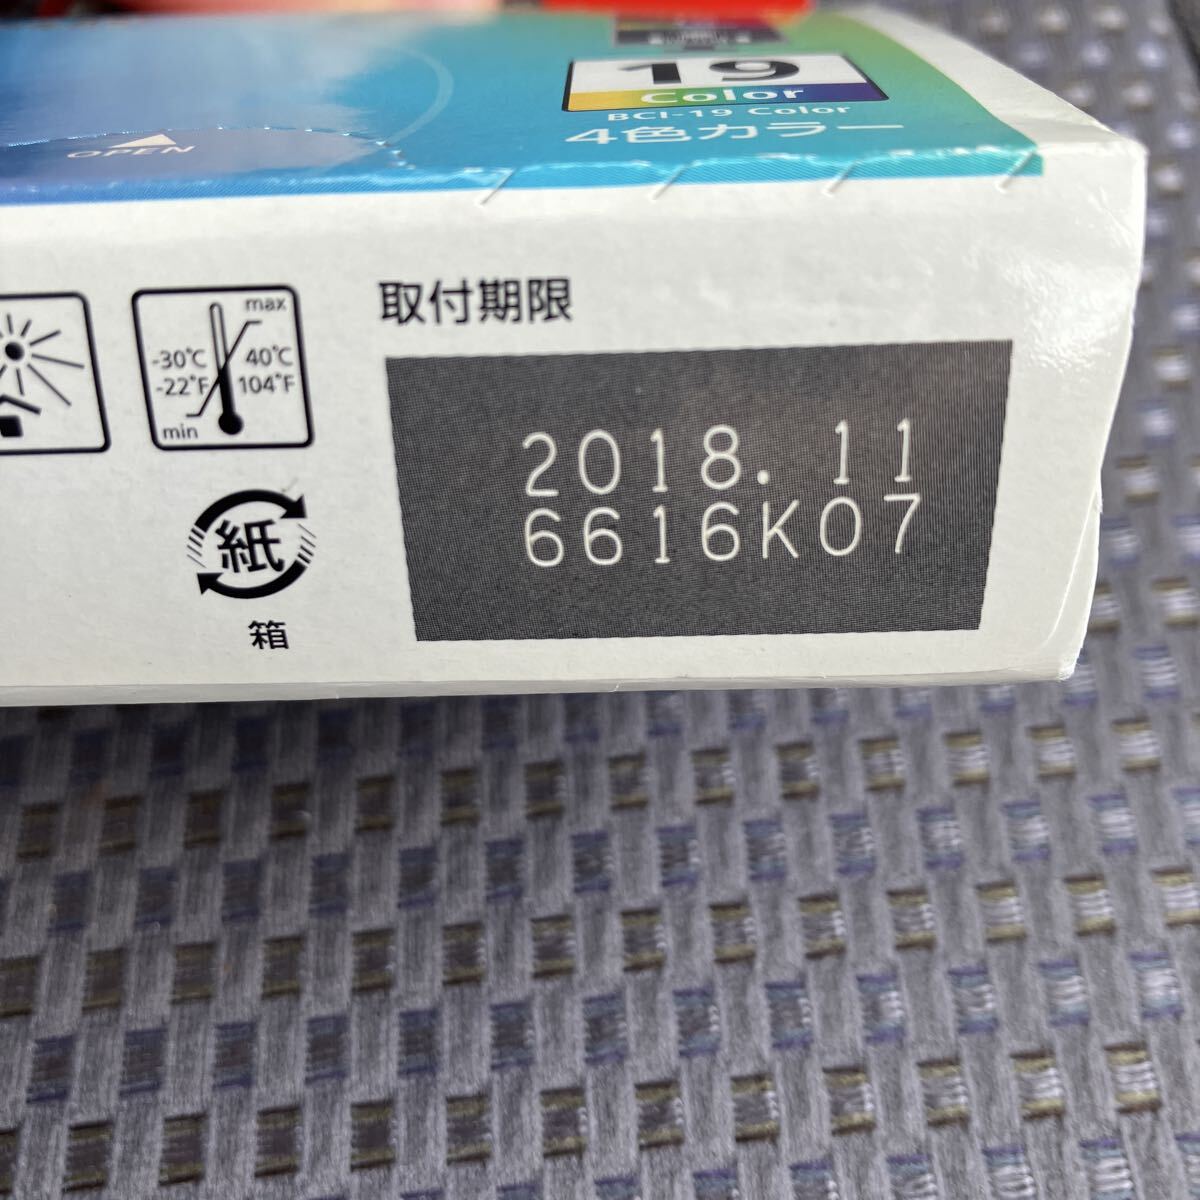 19
Color
BCI-19 Color
4色カラー
OPEN
取付期限
max
-30℃ 40℃
-22°F 104°F
min
2018.11
6616K07
紙
箱